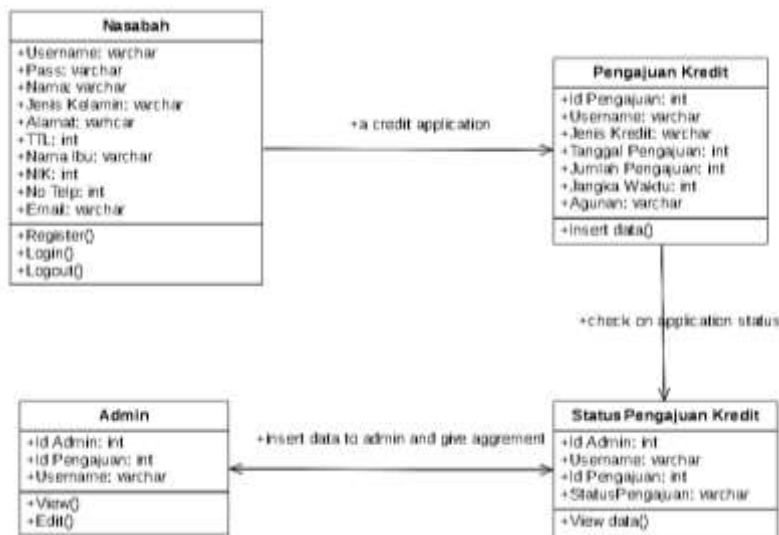 Nasabah
+Username: varchar
+Pass: varchar
+Nama: varchar
+Jenis Kelamin: varchar
+Alamat: varncar
+TTL: int
+Nama Ibu: varchar
+NIK: int
+No Telp: int
+Email: varchar
+Register()
+Login()
+Logout()
+a credit application
Pengajuan Kredit
+Id Pengajuan: int
+Username: varchar
+Jenis Kredit: varchar
+Tanggal Pengajuan: int
+Jumlah Pengajuan: int
+Jangka Waktu: int
+Agunan: varchar
+Insert data()
+check on application status
Admin
+Id Admin: int
+Id Pengajuan: int
+Username: varchar
+View()
+Edit()
+Insert data to admin and give aggrement
Status Pengajuan Kredit
+Id Admin: int
+Username: varchar
+Id Pengajuan: int
+StatusPengajuan: varchar
+View data()